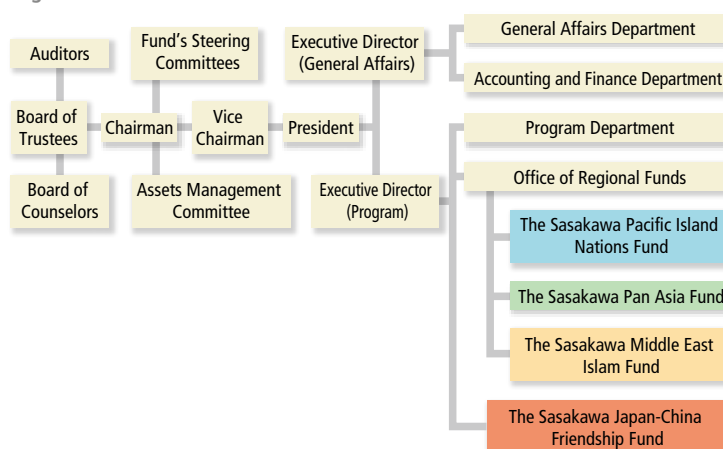 Auditors
Board of
Trustees
Board of
Counselors
Fund's Steering
Committees
Chairman
Assets Management
Committee
Vice
Chairman
President
Executive Director
(General Affairs)
Executive Director
(Program)
General Affairs Department
Accounting and Finance Department
Program Department
Office of Regional Funds
The Sasakawa Pacific Island
Nations Fund
The Sasakawa Pan Asia Fund
The Sasakawa Middle East
Islam Fund
The Sasakawa Japan-China
Friendship Fund